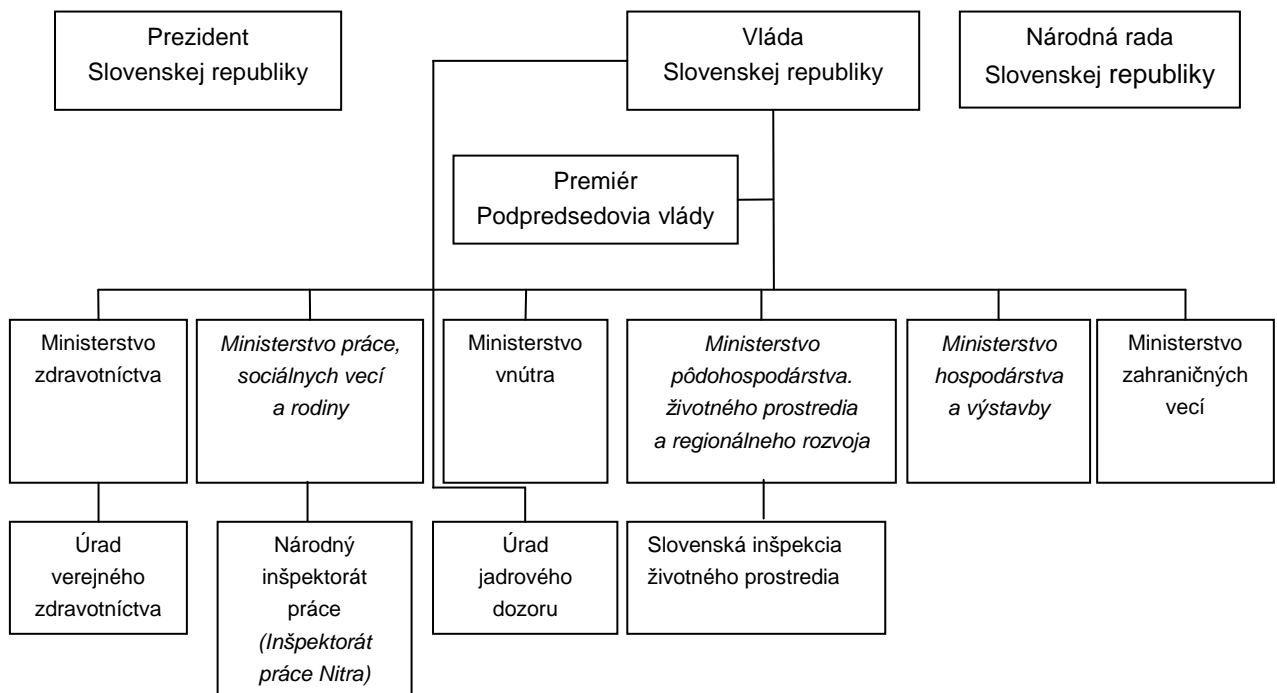 Prezident
Slovenskej republiky
Vláda
Slovenskej republiky
Národná rada
Slovenskej republiky
Premiér
Podpredsedovia vlády
Ministerstvo
zdravotníctva
Ministerstvo práce,
sociálnych vecí
a rodiny
Ministerstvo
vnútra
Ministerstvo
pôdohospodárstva.
životného prostredia
a regionálneho rozvoja
Ministerstvo
hospodárstva
a výstavby
Ministerstvo
zahraničných
vecí
Úrad
verejného
zdravotníctva
Národný
inšpektorát
práce
(Inšpektorát
práce Nitra)
Úrad
jadrového
dozoru
Slovenská inšpekcia
životného prostredia